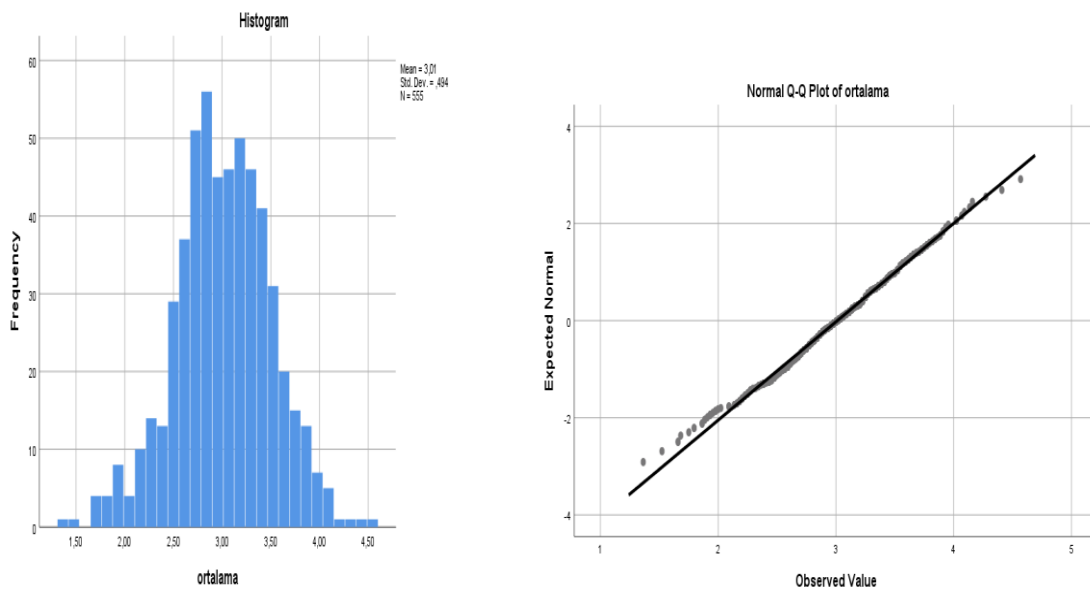 Histogram
Mean = 3,01
Std. Dev. = ,494
N = 555
60
50
40
30
20
10
0
Frequency
1,50 2,00 2,50 3,00 3,50 4,00 4,50
ortalama
Normal Q-Q Plot of ortalama
4
2
0
-2
-4
Expected Normal
1 2 3 4 5
Observed Value